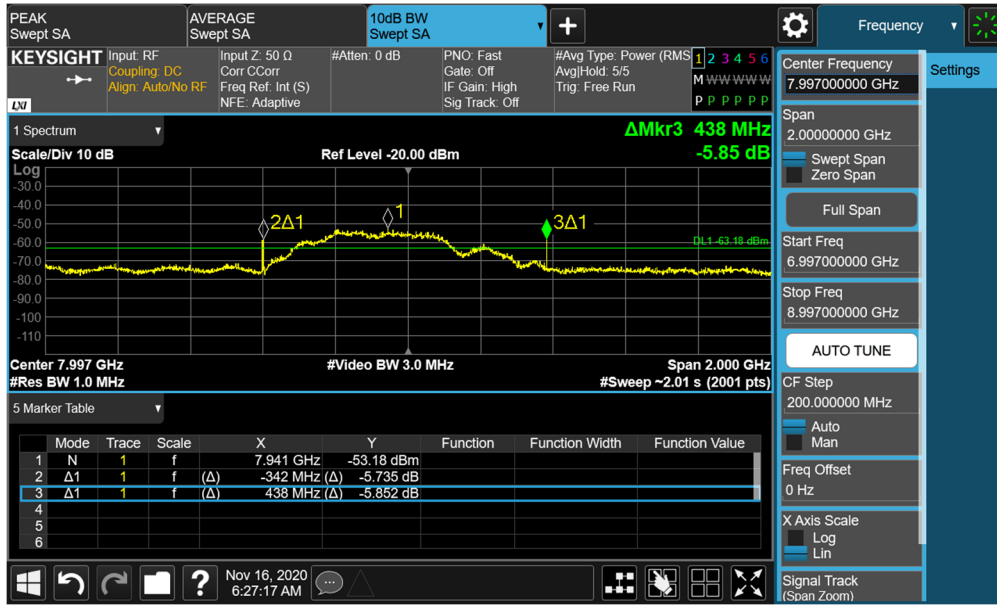 PEAK
Swept SA
AVERAGE
Swept SA
10dB BW
Swept SA
Frequency
KEYSIGHT
LXI
Input: RF
Coupling: DC
Align: Auto/No RF
Input Z: 50 Ω
Corr CCorr
Freq Ref: Int (S)
NFE: Adaptive
#Atten: 0 dB
PNO: Fast
Gate: Off
IF Gain: High
Sig Track: Off
#Avg Type: Power (RMS
Avg|Hold: 5/5
Trig: Free Run
1 2 3 4 5 6
M W W W W W
P P P P P P
1 Spectrum
ΔMkr3 438 MHz
-5.85 dB
Scale/Div 10 dB
Ref Level -20.00 dBm
Log
-30.0
-40.0
-50.0
-60.0
-70.0
-80.0
-90.0
-100
-110
2Δ1
1
3Δ1
DL1 -63.18 dBm
Center 7.997 GHz
#Video BW 3.0 MHz
Span 2.000 GHz
#Res BW 1.0 MHz
#Sweep ~2.01 s (2001 pts)
5 Marker Table
Mode Trace Scale X Y Function Function Width Function Value
1 N 1 f 7.941 GHz -53.18 dBm
2 Δ1 1 f (Δ) -342 MHz (Δ) -5.735 dB
3 Δ1 1 f (Δ) 438 MHz (Δ) -5.852 dB
4
5
6
?
Nov 16, 2020
6:27:17 AM
Center Frequency
7.997000000 GHz
Settings
Span
2.00000000 GHz
Swept Span
Zero Span
Full Span
Start Freq
6.997000000 GHz
Stop Freq
8.997000000 GHz
AUTO TUNE
CF Step
200.000000 MHz
Auto
Man
Freq Offset
0 Hz
X Axis Scale
Log
Lin
Signal Track
(Span Zoom)